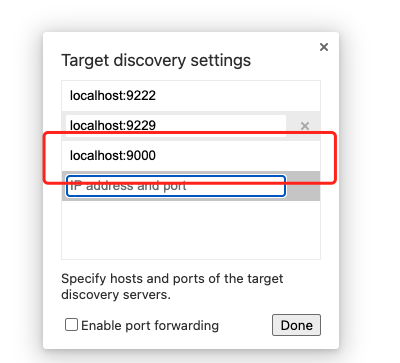 Target discovery settings
localhost:9222
localhost:9229
localhost:9000
IP address and port
Specify hosts and ports of the target
discovery servers.
Enable port forwarding
Done